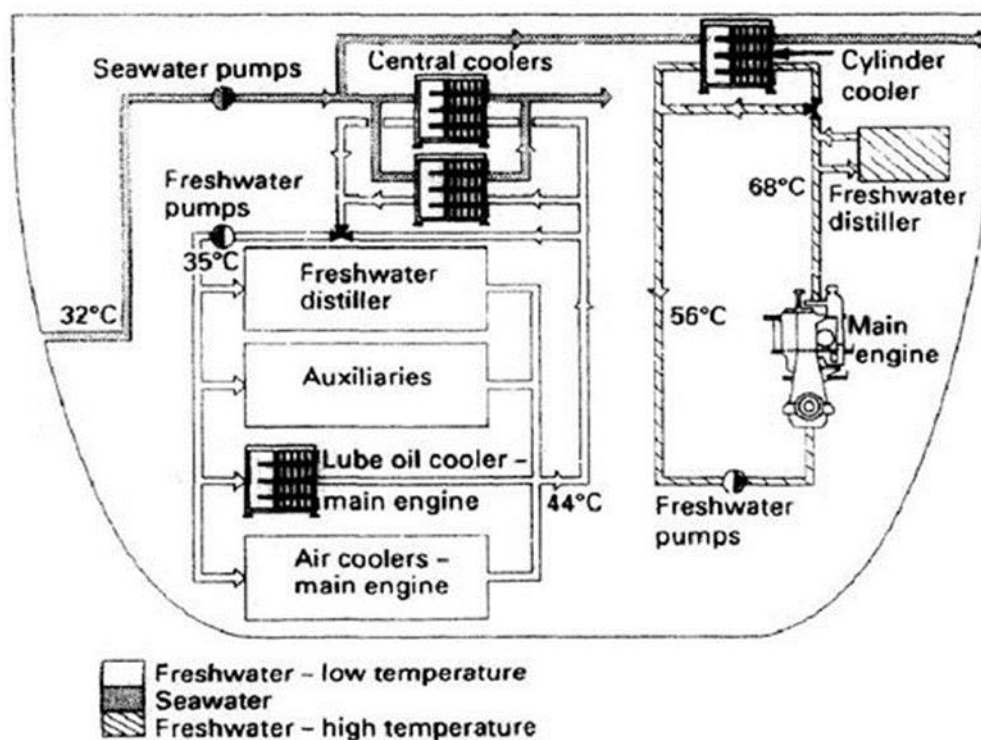 Seawater pumps
Central coolers
Cylinder
cooler
Freshwater
pumps
68°C
Freshwater
distiller
35°C
Freshwater
distiller
32°C
56°C
Main
engine
Auxiliaries
Lube oil cooler –
main engine
44°C
Freshwater
pumps
Air coolers –
main engine
Freshwater – low temperature
Seawater
Freshwater – high temperature